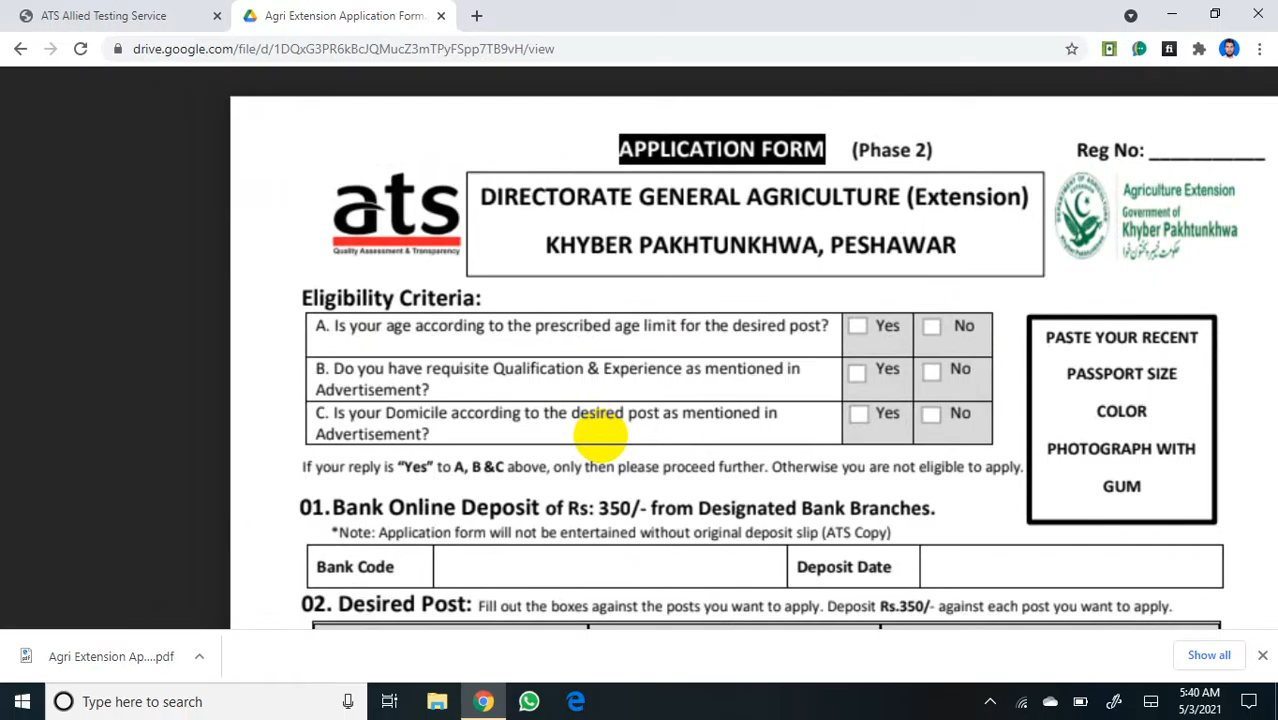 ATS Allied Testing Service
Agri Extension Application Form
drive.google.com/file/d/1DQxG3PR6kBcJQMucZ3mTPyFSpp7TB9vH/view
APPLICATION FORM (Phase 2) Reg No: ____________
ats
Quality Assessment & Transparency
DIRECTORATE GENERAL AGRICULTURE (Extension)
KHYBER PAKHTUNKHWA, PESHAWAR
Agriculture Extension
Government of
Khyber Pakhtunkhwa
حکومت خیبر پختونخوا
Eligibility Criteria:
A. Is your age according to the prescribed age limit for the desired post? Yes No
B. Do you have requisite Qualification & Experience as mentioned in Yes No
Advertisement?
C. Is your Domicile according to the desired post as mentioned in Yes No
Advertisement?
PASTE YOUR RECENT
PASSPORT SIZE
COLOR
PHOTOGRAPH WITH
GUM
If your reply is “Yes” to A, B &C above, only then please proceed further. Otherwise you are not eligible to apply.
01.Bank Online Deposit of Rs: 350/- from Designated Bank Branches.
*Note: Application form will not be entertained without original deposit slip (ATS Copy)
Bank Code Deposit Date
02. Desired Post: Fill out the boxes against the posts you want to apply. Deposit Rs.350/- against each post you want to apply.
Agri Extension Ap....pdf
Show all
Type here to search
5:40 AM
5/3/2021